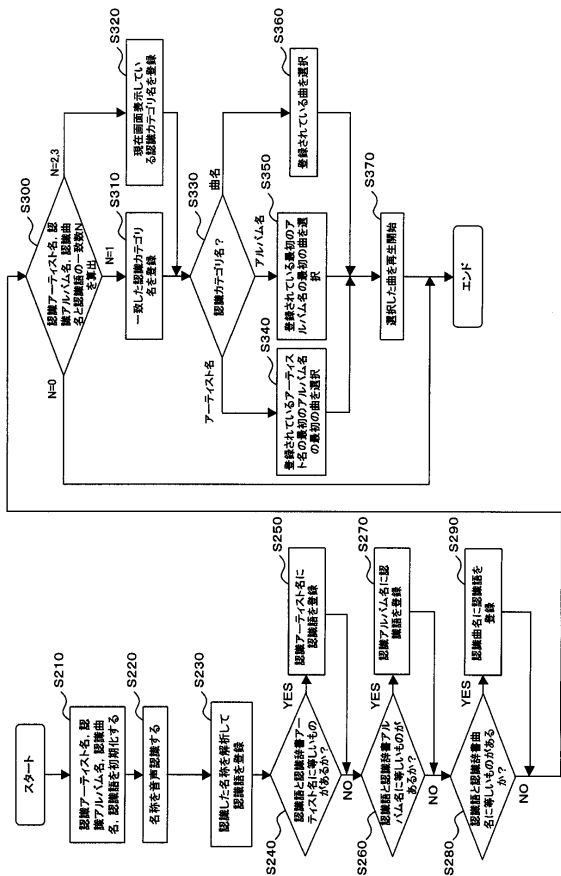 スタート
S210
認識アーティスト名、認
識アルバム名、認識曲
名、認識語を初期化する
S220
名称を音声認識する
S230
認識した名称を解析して
認識語を登録
S240
認識語と認識辞書アー
ティスト名に等しいもの
があるか?
YES
NO
S250
認識アーティスト名に
認識語を登録
S260
認識語と認識辞書アル
バム名に等しいものが
あるか?
YES
NO
S270
認識アルバム名に認
識語を登録
S280
認識語と認識辞書曲
名に等しいものがある
か?
YES
NO
S290
認識曲名に認識語を
登録
S300
認識アーティスト名、認
識アルバム名、認識曲
名と認識語の一致数N
を算出
N=0
N=1
N=2,3
S310
一致した認識カテゴリ
名を登録
S320
現在画面表示してい
る認識カテゴリ名を登録
S330
認識カテゴリ名?
アーティスト名
アルバム名
曲名
S340
登録されているアーティス
ト名の最初のアルバム名
の最初の曲を選択
S350
登録されている最初のア
ルバム名の最初の曲を選
択
S360
登録されている曲を選択
S370
選択した曲を再生開始
エンド